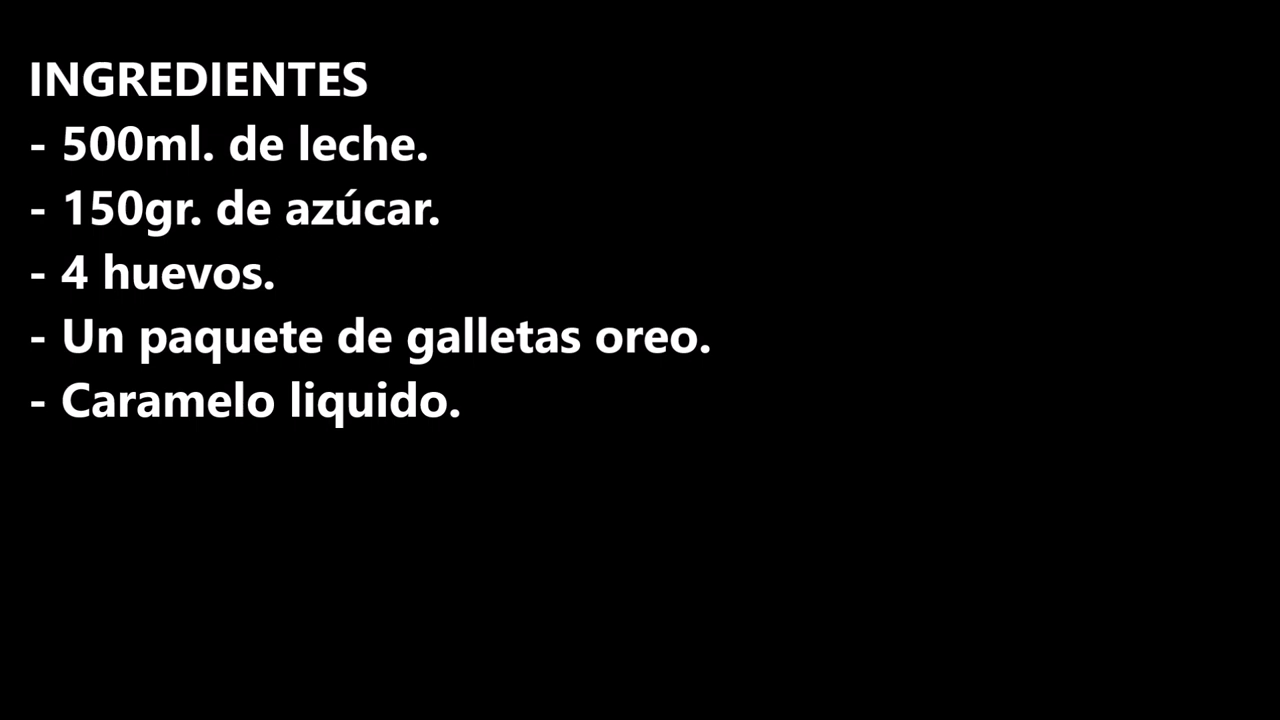 INGREDIENTES
- 500ml. de leche.
- 150gr. de azúcar.
- 4 huevos.
- Un paquete de galletas oreo.
- Caramelo liquido.